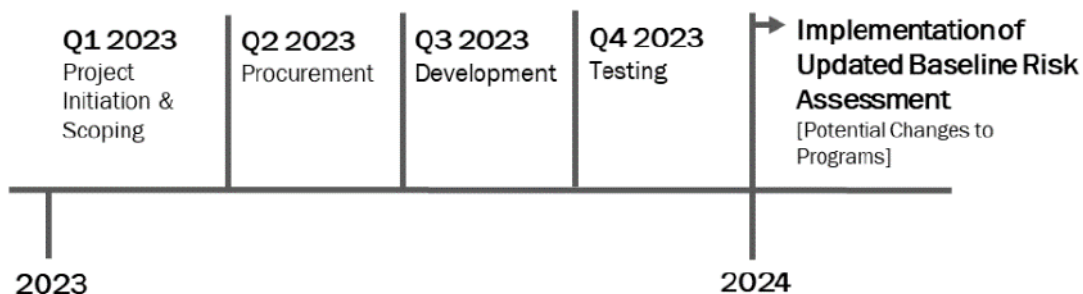 Q1 2023
Project
Initiation &
Scoping
Q2 2023
Procurement
Q3 2023
Development
Q4 2023
Testing
Implementation of
Updated Baseline Risk
Assessment
[Potential Changes to
Programs]
2023
2024